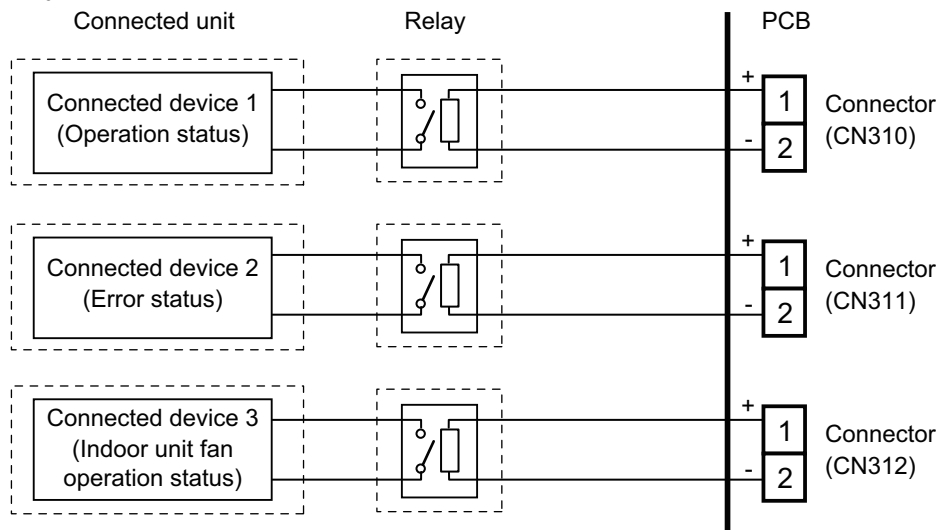 Connected unit
Relay
PCB
Connected device 1
(Operation status)
+
1
-
2
Connector
(CN310)
Connected device 2
(Error status)
+
1
-
2
Connector
(CN311)
Connected device 3
(Indoor unit fan
operation status)
+
1
-
2
Connector
(CN312)